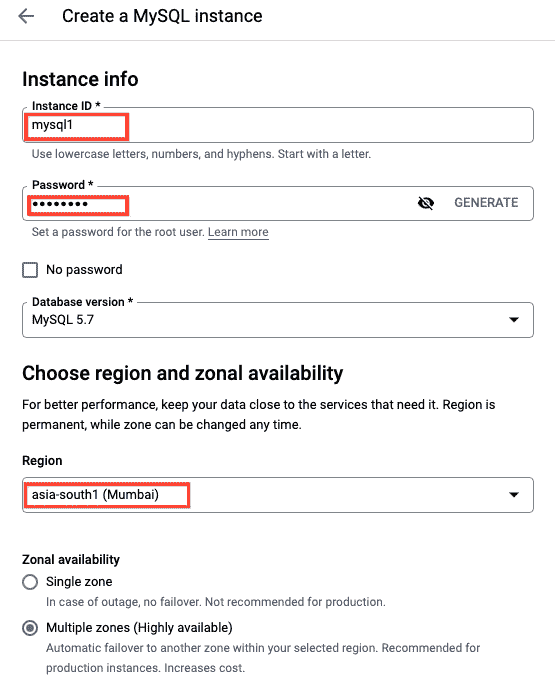 Create a MySQL instance
Instance info
Instance ID *
mysql1
Use lowercase letters, numbers, and hyphens. Start with a letter.
Password *
••••••••
GENERATE
Set a password for the root user. Learn more
No password
Database version *
MySQL 5.7
Choose region and zonal availability
For better performance, keep your data close to the services that need it. Region is
permanent, while zone can be changed any time.
Region
asia-south1 (Mumbai)
Zonal availability
Single zone
In case of outage, no failover. Not recommended for production.
Multiple zones (Highly available)
Automatic failover to another zone within your selected region. Recommended for
production instances. Increases cost.